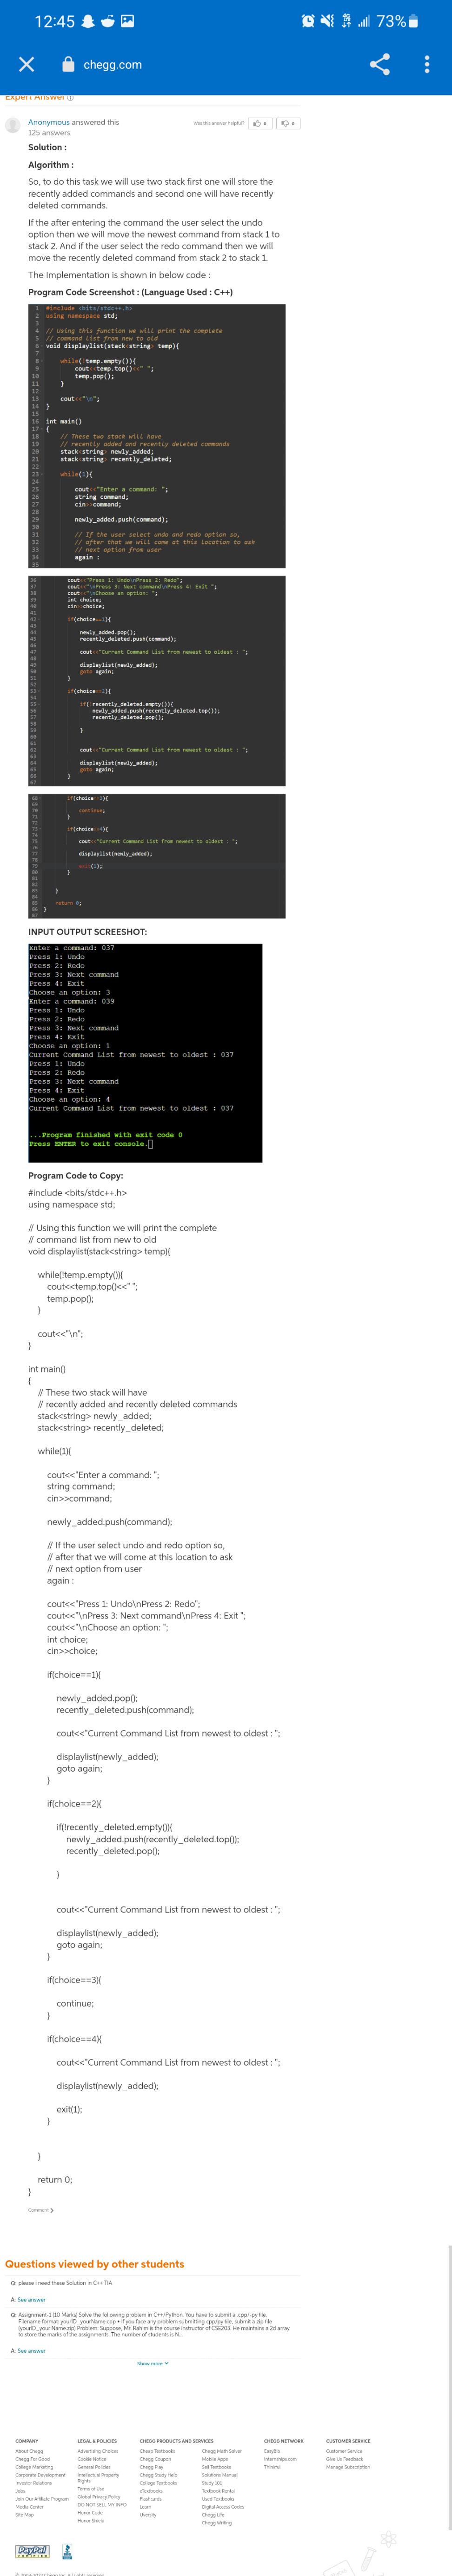 12:45
73%
chegg.com
Expert Answer
Anonymous answered this
Was this answer helpful?
125 answers
Solution :
Algorithm :
So, to do this task we will use two stack first one will store the
recently added commands and second one will have recently
deleted commands.
If the after entering the command the user select the undo
option then we will move the newest command from stack 1 to
stack 2. And if the user select the redo command then we will
move the recently deleted command from stack 2 to stack 1.
The Implementation is shown in below code :
Program Code Screenshot : (Language Used : C++)
1 #include <bits/stdc++.h>
2 using namespace std;
3
4 // Using this function we will print the complete
5 // command list from new to old
6 void displaylist(stack<string> temp){
7
8 while(!temp.empty()){
9 cout<<temp.top()<<" ";
10 temp.pop();
11 }
12
13 cout<<"\n";
14 }
15
16 int main()
17 {
18 // These two stack will have
19 // recently added and recently deleted commands
20 stack<string> newly_added;
21 stack<string> recently_deleted;
22
23 while(1){
24
25 cout<<"Enter a command: ";
26 string command;
27 cin>>command;
28
29 newly_added.push(command);
30
31 // If the user select undo and redo option so,
32 // after that we will come at this location to ask
33 // next option from user
34 again :
35
36 cout<<"Press 1: Undo\nPress 2: Redo";
37 cout<<"\nPress 3: Next command\nPress 4: Exit ";
38 cout<<"\nChoose an option: ";
39 int choice;
40 cin>>choice;
41
42 if(choice==1){
43
44 newly_added.pop();
45 recently_deleted.push(command);
46
47 cout<<"Current Command List from newest to oldest : ";
48
49 displaylist(newly_added);
50 goto again;
51 }
52
53 if(choice==2){
54
55 if(!recently_deleted.empty()){
56 newly_added.push(recently_deleted.top());
57 recently_deleted.pop();
58
59 }
60
61
62 cout<<"Current Command List from newest to oldest : ";
63
64 displaylist(newly_added);
65 goto again;
66 }
67
68 if(choice==3){
69
70 continue;
71 }
72
73 if(choice==4){
74
75 cout<<"Current Command List from newest to oldest : ";
76
77 displaylist(newly_added);
78
79 exit(1);
80 }
81
82
83 }
84
85 return 0;
86 }
87
INPUT OUTPUT SCREESHOT:
Enter a command: 037
Press 1: Undo
Press 2: Redo
Press 3: Next command
Press 4: Exit
Choose an option: 3
Enter a command: 039
Press 1: Undo
Press 2: Redo
Press 3: Next command
Press 4: Exit
Choose an option: 1
Current Command List from newest to oldest : 037
Press 1: Undo
Press 2: Redo
Press 3: Next command
Press 4: Exit
Choose an option: 4
Current Command List from newest to oldest : 037
...Program finished with exit code 0
Press ENTER to exit console.
Program Code to Copy:
#include <bits/stdc++.h>
using namespace std;
// Using this function we will print the complete
// command list from new to old
void displaylist(stack<string> temp){
while(!temp.empty()){
cout<<temp.top()<<" ";
temp.pop();
}
cout<<"\n";
}
int main()
{
// These two stack will have
// recently added and recently deleted commands
stack<string> newly_added;
stack<string> recently_deleted;
while(1){
cout<<"Enter a command: ";
string command;
cin>>command;
newly_added.push(command);
// If the user select undo and redo option so,
// after that we will come at this location to ask
// next option from user
again :
cout<<"Press 1: Undo\nPress 2: Redo";
cout<<"\nPress 3: Next command\nPress 4: Exit ";
cout<<"\nChoose an option: ";
int choice;
cin>>choice;
if(choice==1){
newly_added.pop();
recently_deleted.push(command);
cout<<"Current Command List from newest to oldest : ";
displaylist(newly_added);
goto again;
}
if(choice==2){
if(!recently_deleted.empty()){
newly_added.push(recently_deleted.top());
recently_deleted.pop();
}
cout<<"Current Command List from newest to oldest : ";
displaylist(newly_added);
goto again;
}
if(choice==3){
continue;
}
if(choice==4){
cout<<"Current Command List from newest to oldest : ";
displaylist(newly_added);
exit(1);
}
}
return 0;
}
Comment
Questions viewed by other students
Q: please i need these Solution in C++ TIA
A: See answer
Q: Assignment-1 (10 Marks) Solve the following problem in C++/Python. You have to submit a .cpp/-py file.
Filename format: yourID_yourName.cpp • If you face any problem submitting cpp/py file, submit a zip file
(yourID_your Name.zip) Problem: Suppose, Mr. Rahim is the course instructor of CSE203. He maintains a 2d array
to store the marks of the assignments. The number of students is N...
A: See answer
Show more
COMPANY
About Chegg
Chegg For Good
College Marketing
Corporate Development
Investor Relations
Jobs
Join Our Affiliate Program
Media Center
Site Map
LEGAL & POLICIES
Advertising Choices
Cookie Notice
General Policies
Intellectual Property
Rights
Terms of Use
Global Privacy Policy
DO NOT SELL MY INFO
Honor Code
Honor Shield
CHEGG PRODUCTS AND SERVICES
Cheap Textbooks
Chegg Coupon
Chegg Play
Chegg Study Help
College Textbooks
eTextbooks
Flashcards
Learn
Uversity
Chegg Math Solver
Mobile Apps
Sell Textbooks
Solutions Manual
Study 101
Textbook Rental
Used Textbooks
Digital Access Codes
Chegg Life
Chegg Writing
CHEGG NETWORK
EasyBib
Internships.com
Thinkful
CUSTOMER SERVICE
Customer Service
Give Us Feedback
Manage Subscription
PayPal
CERTIFIED
© 2003-2022 Chegg Inc. All rights reserved.